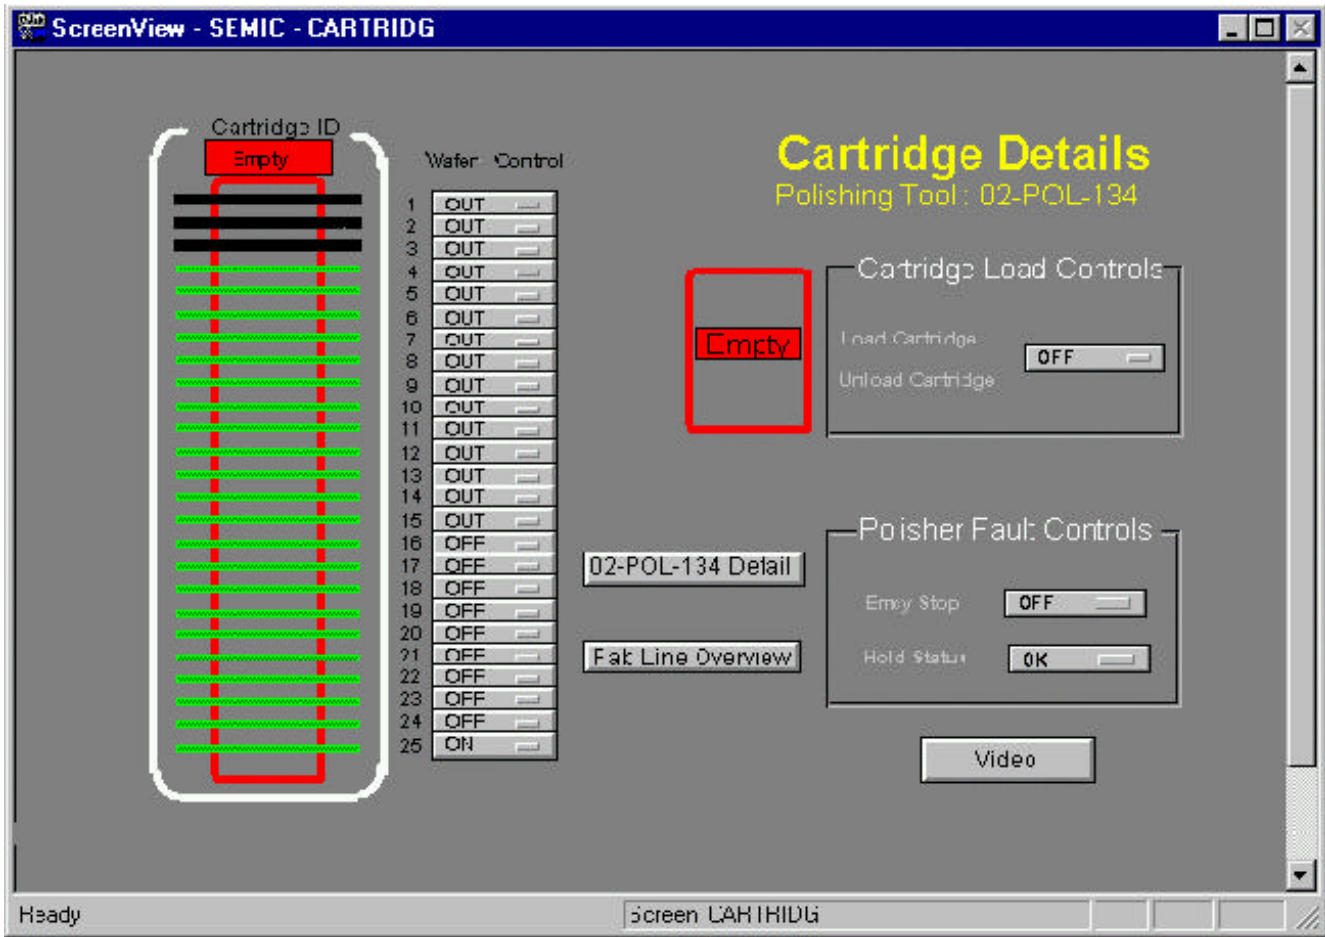 ScreenView - SEMIC - CARTRIDG
Cartridge ID
Empty
Wafer Control
1 OUT
2 OUT
3 OUT
4 OUT
5 OUT
6 OUT
7 OUT
8 OUT
9 OUT
10 OUT
11 OUT
12 OUT
13 OUT
14 OUT
15 OUT
16 OFF
17 OFF
18 OFF
19 OFF
20 OFF
21 OFF
22 OFF
23 OFF
24 OFF
25 ON
Cartridge Details
Polishing Tool : 02-POL-134
Empty
Cartridge Load Controls
Load Cartridge
OFF
Unload Cartridge
02-POL-134 Detail
Fab Line Overview
Polisher Fault Controls
Emcy Stop OFF
Hold Status OK
Video
Ready
Screen CARTRIDG